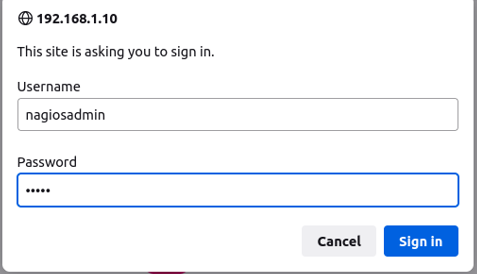 192.168.1.10
This site is asking you to sign in.
Username
nagiosadmin
Password
•••••
Cancel Sign in